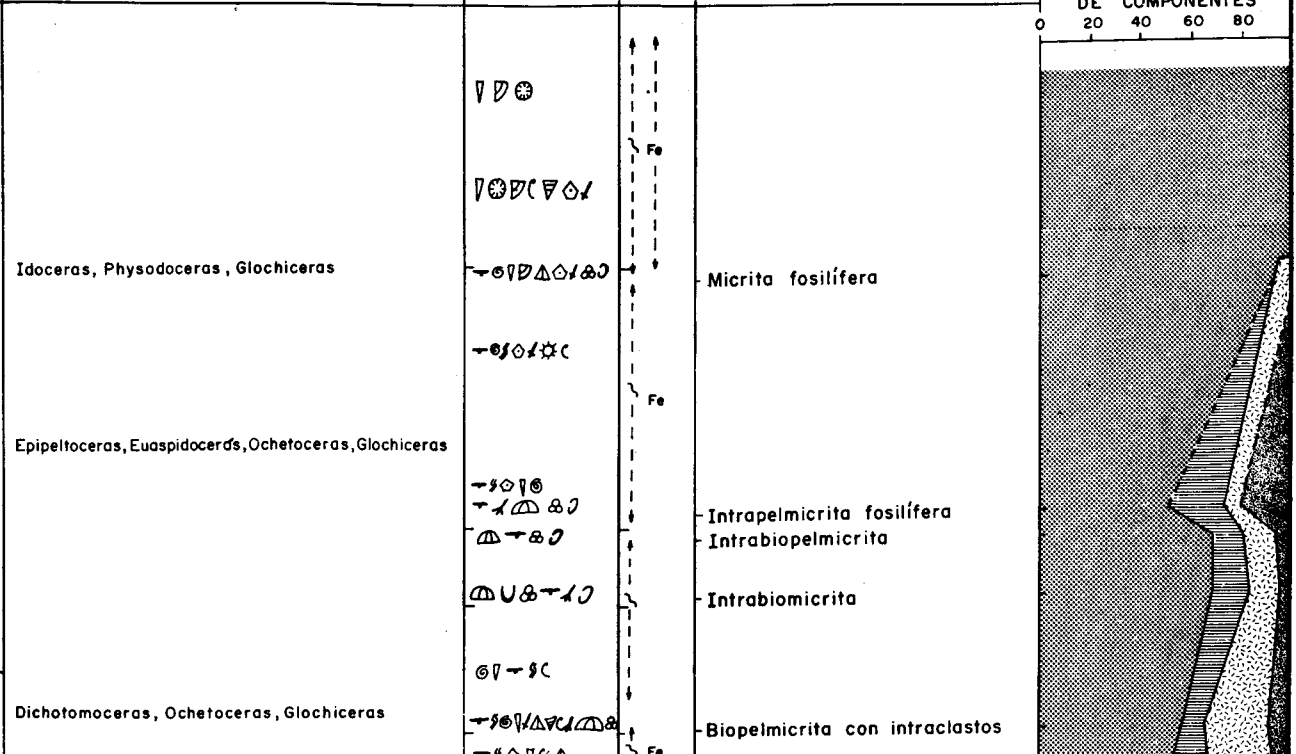 DE COMPONENTES
0 20 40 60 80
Fe
Idoceras, Physodoceras, Glochiceras
Micrita fosilífera
Fe
Epipeltoceras, Euaspidoceras, Ochetoceras, Glochiceras
Intrapelmicrita fosilífera
Intrabiopelmicrita
Intrabiomicrita
Dichotomoceras, Ochetoceras, Glochiceras
Biopelmicrita con intraclastos
Fe